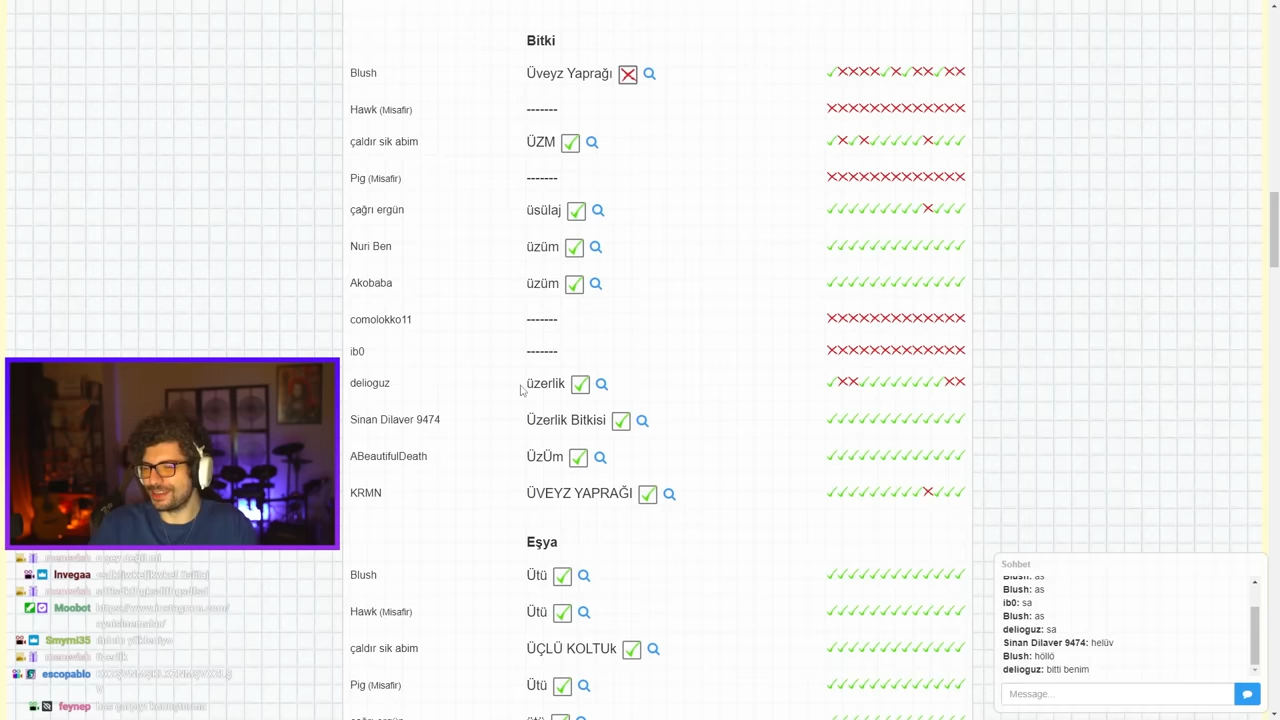 Bitki
Blush Üveyz Yaprağı
Hawk (Misafir) -------
çaldır sik abim ÜZM
Pig (Misafir) -------
çağrı ergün üsülaj
Nuri Ben üzüm
Akobaba üzüm
comolokko11 -------
ib0 -------
delioguz üzerlik
Sinan Dilaver 9474 Üzerlik Bitkisi
ABeautifulDeath ÜzÜm
KRMN ÜVEYZ YAPRAĞI
Eşya
Blush Ütü
Hawk (Misafir) Ütü
çaldır sik abim ÜÇLÜ KOLTUk
Pig (Misafir) Ütü
Invegaa
Moobot
Smyrni35
escopablo
feynep
Sohbet
Blush: as
Blush: as
ib0: sa
Blush: as
delioguz: sa
Sinan Dilaver 9474: helüv
Blush: höllö
delioguz: bitti benim
Message...